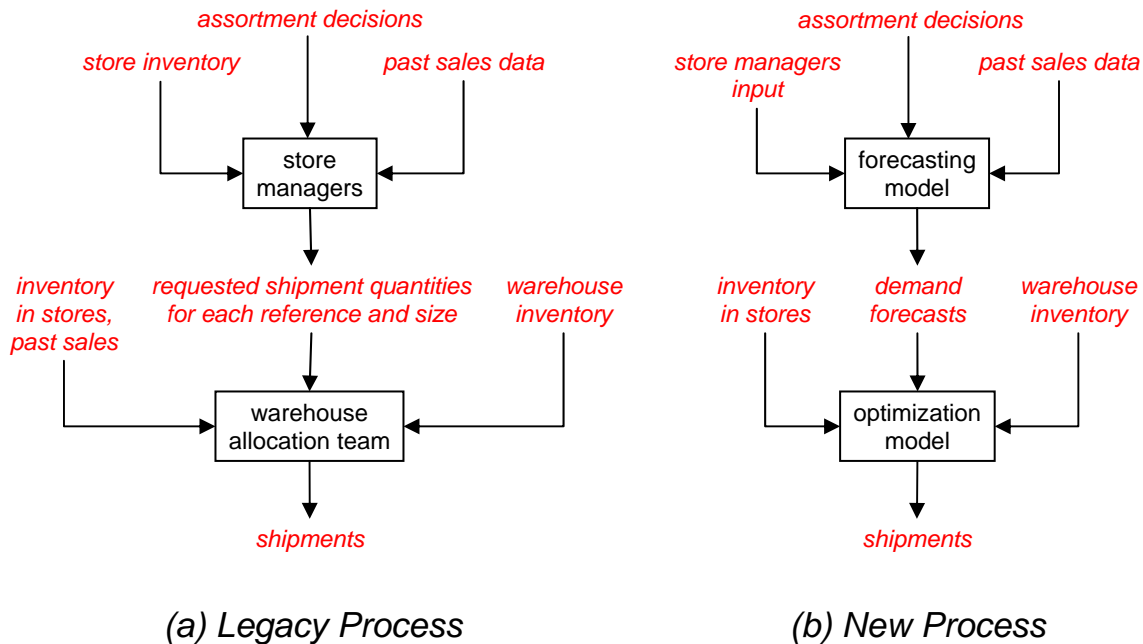 assortment decisions
store inventory
past sales data
store
managers
inventory
in stores,
past sales
requested shipment quantities
for each reference and size
warehouse
inventory
warehouse
allocation team
shipments
(a) Legacy Process
assortment decisions
store managers
input
past sales data
forecasting
model
inventory
in stores
demand
forecasts
warehouse
inventory
optimization
model
shipments
(b) New Process